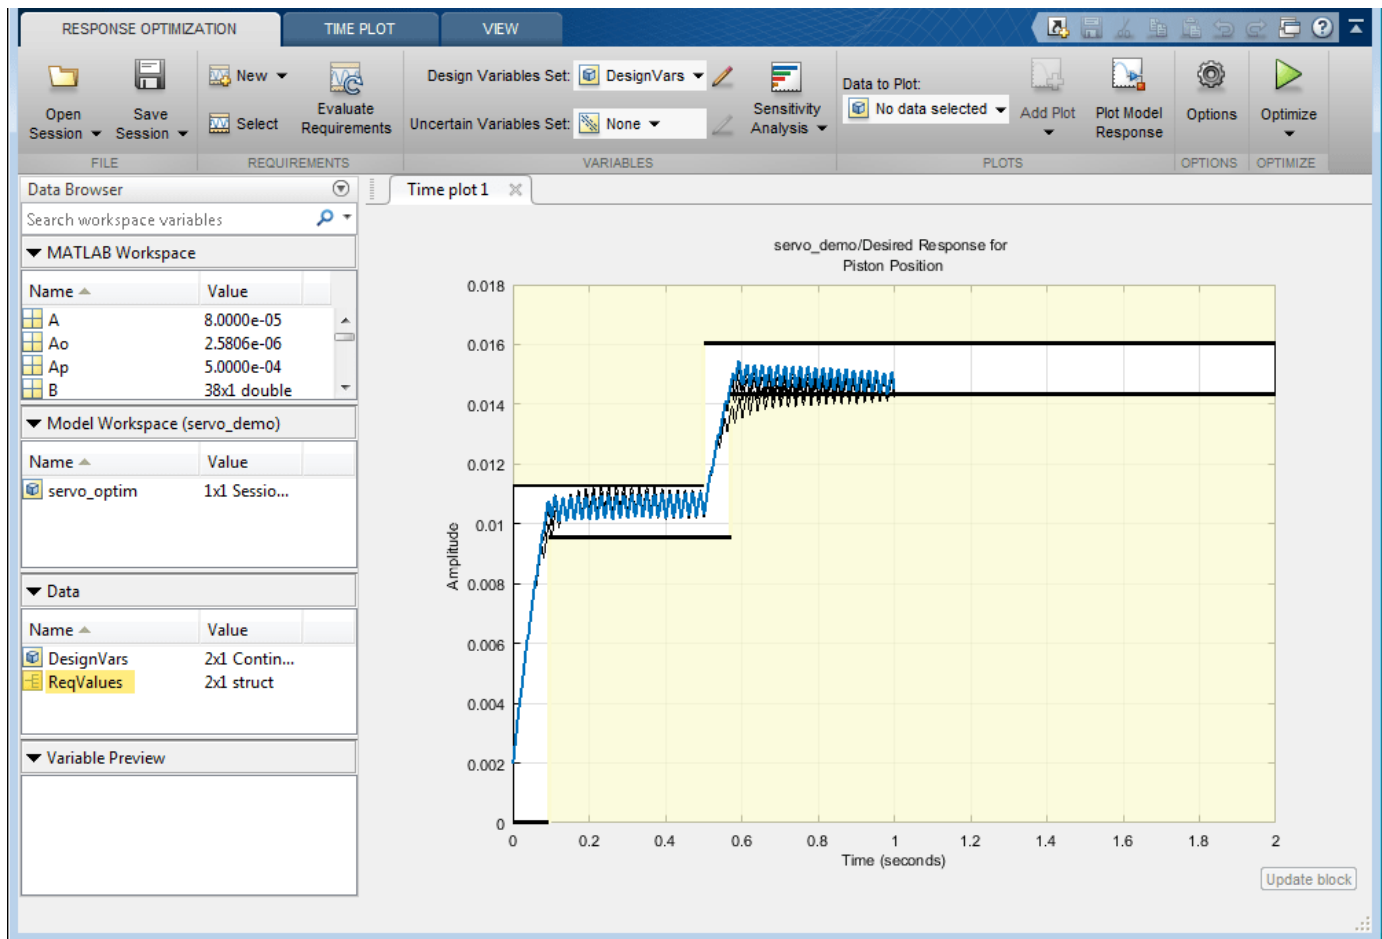 RESPONSE OPTIMIZATION TIME PLOT VIEW
Open Session Save Session
New
Select
Evaluate Requirements
Design Variables Set: DesignVars
Uncertain Variables Set: None
Sensitivity Analysis
Data to Plot:
No data selected
Add Plot
Plot Model Response
Options
Optimize
FILE REQUIREMENTS VARIABLES PLOTS OPTIONS OPTIMIZE
Data Browser
Search workspace variables
MATLAB Workspace
Name Value
A 8.0000e-05
Ao 2.5806e-06
Ap 5.0000e-04
B 38x1 double
Model Workspace (servo_demo)
Name Value
servo_optim 1x1 Sessio...
Data
Name Value
DesignVars 2x1 Contin...
ReqValues 2x1 struct
Variable Preview
Time plot 1
servo_demo/Desired Response for
Piston Position
0.018
0.016
0.014
0.012
0.01
0.008
0.006
0.004
0.002
0
Amplitude
0 0.2 0.4 0.6 0.8 1 1.2 1.4 1.6 1.8 2
Time (seconds)
Update block